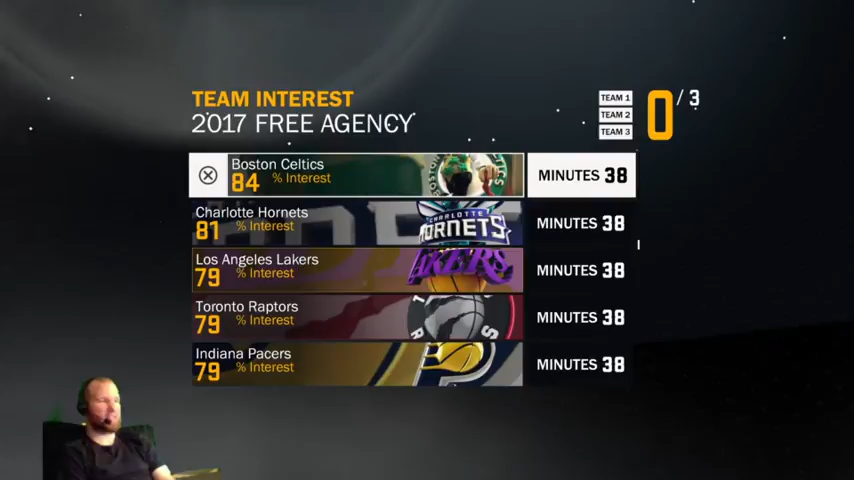 TEAM INTEREST
2017 FREE AGENCY
TEAM 1
TEAM 2
TEAM 3
0/3
Boston Celtics
84 % Interest
MINUTES 38
Charlotte Hornets
81 % Interest
CHARLOTTE
HORNETS
MINUTES 38
Los Angeles Lakers
79 % Interest
LAKERS
MINUTES 38
Toronto Raptors
79 % Interest
MINUTES 38
Indiana Pacers
79 % Interest
MINUTES 38